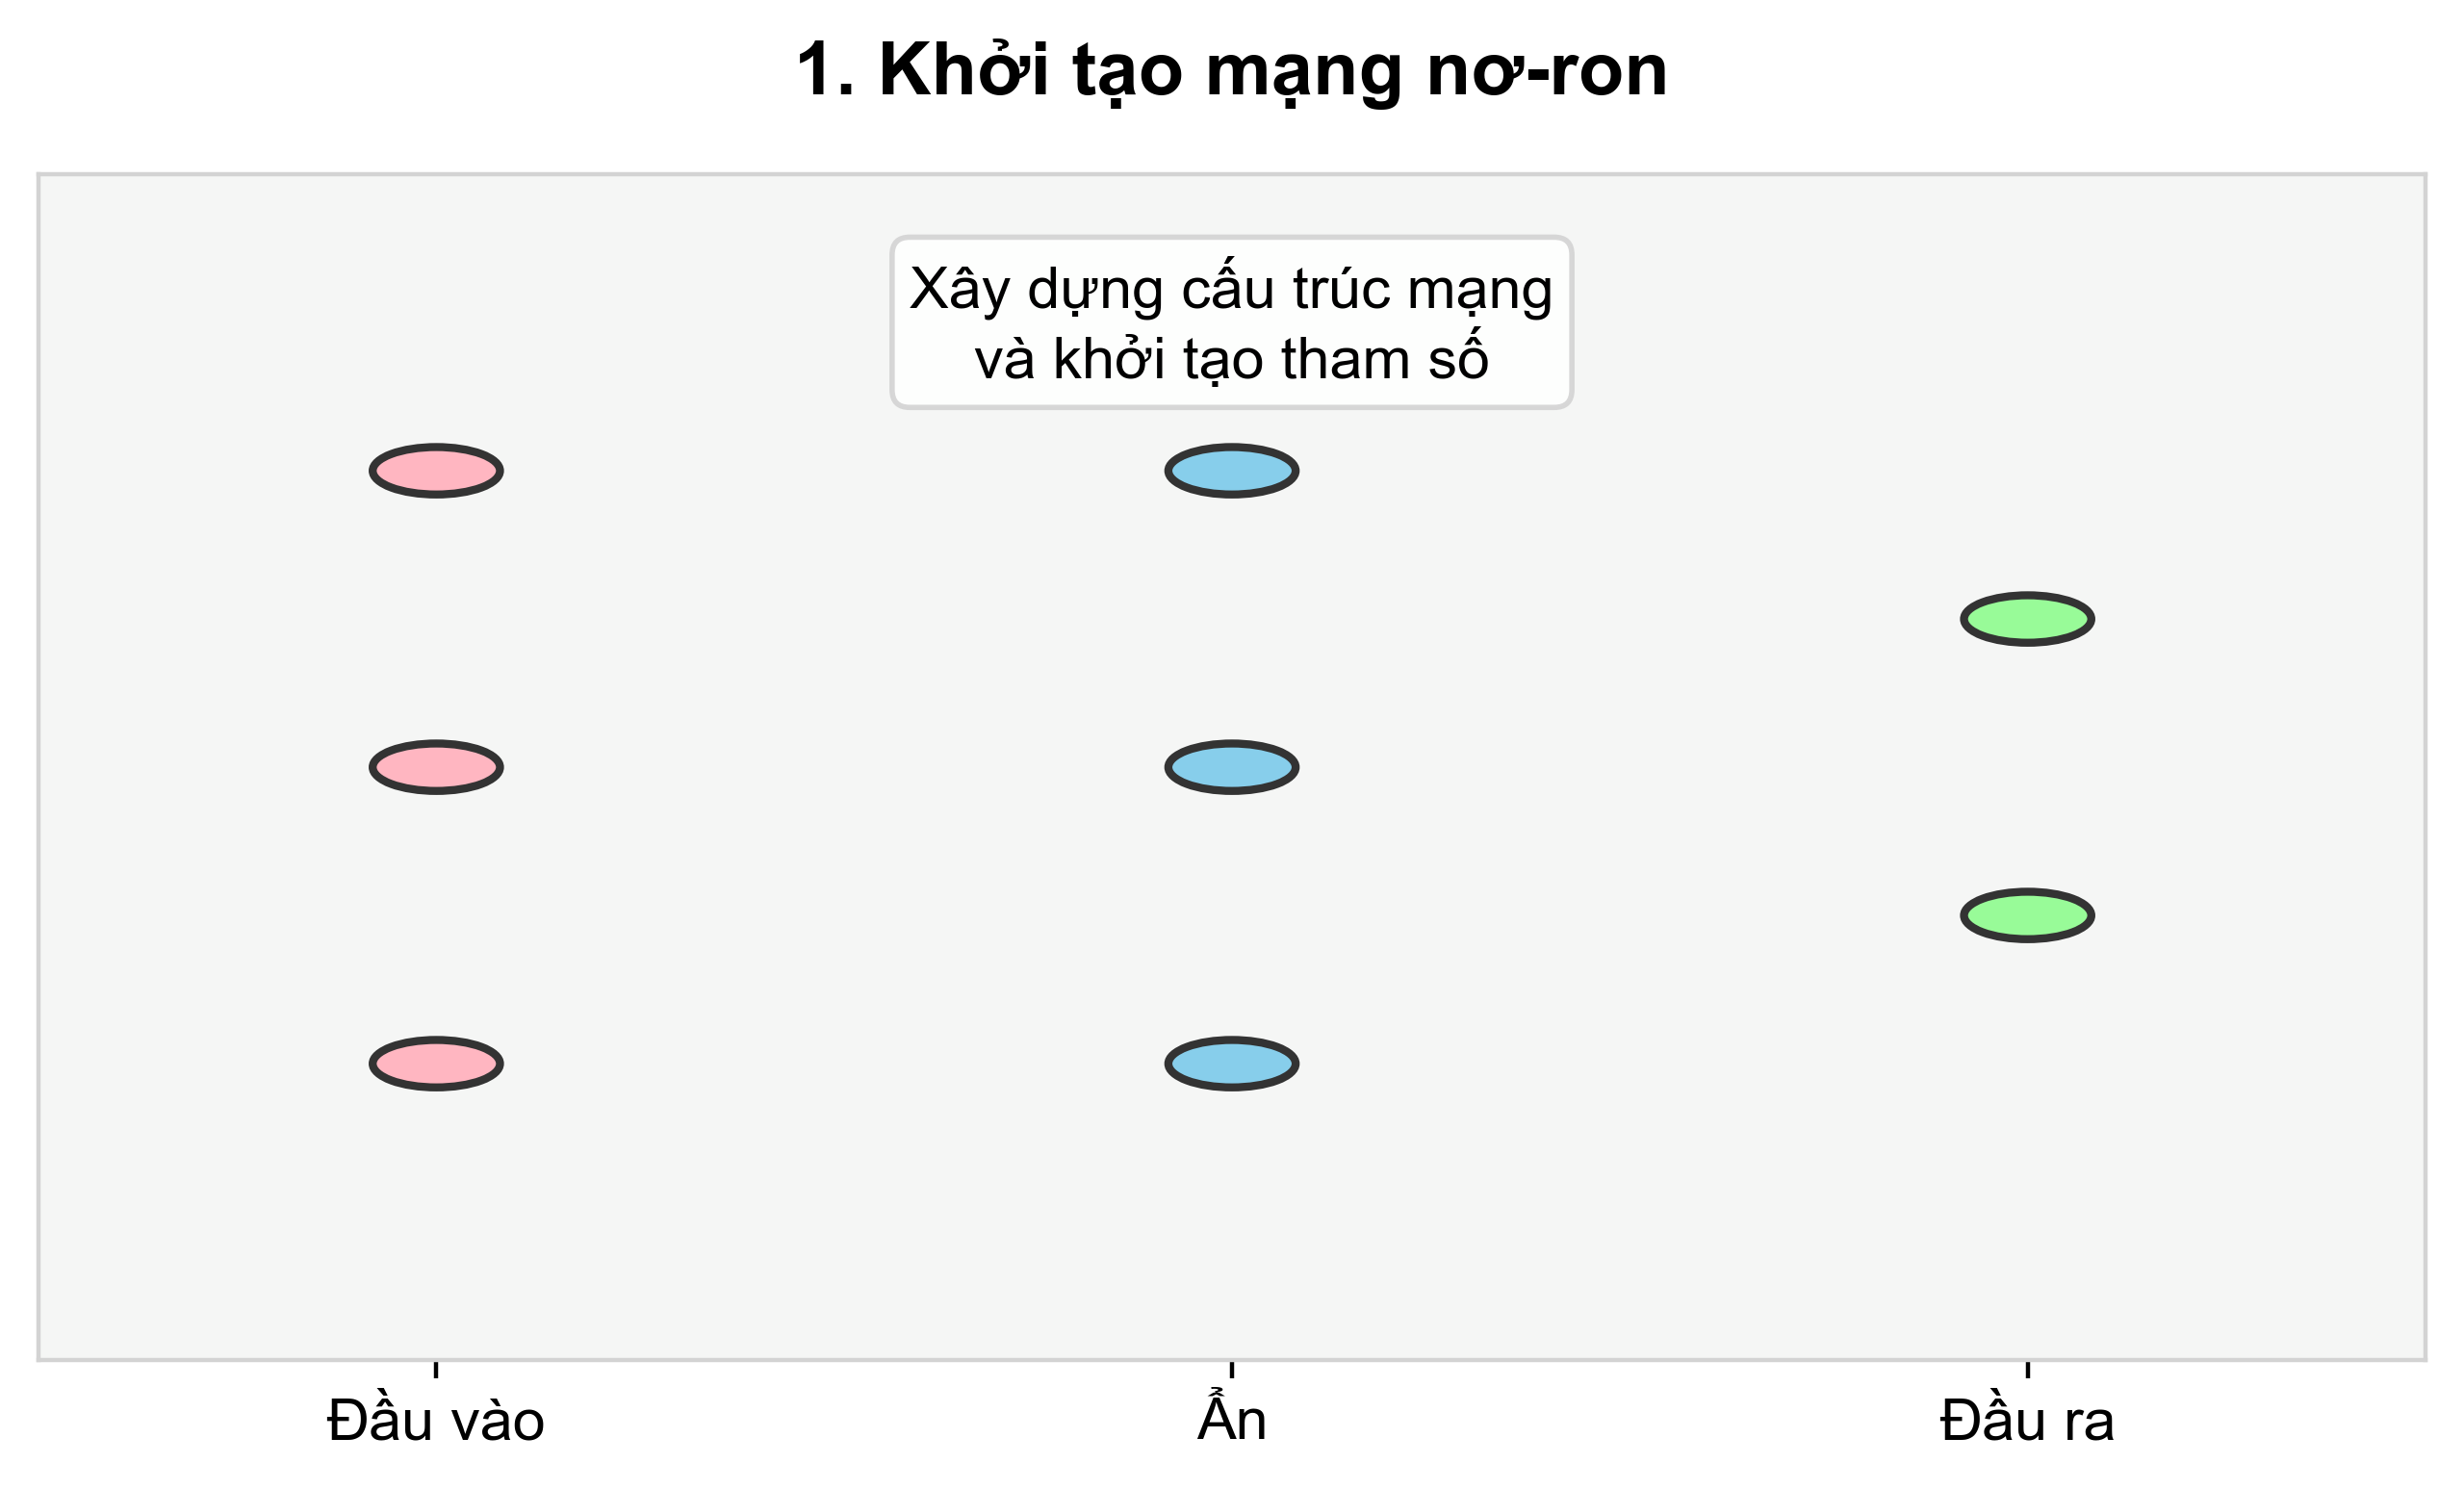 1. Khởi tạo mạng nơ-ron
Xây dựng cấu trúc mạng
và khởi tạo tham số
Đầu vào
Ẩn
Đầu ra